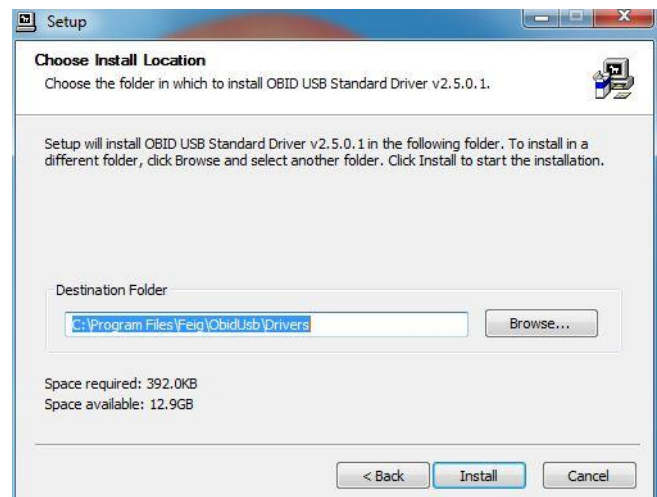 Setup
Choose Install Location
Choose the folder in which to install OBID USB Standard Driver v2.5.0.1.
Setup will install OBID USB Standard Driver v2.5.0.1 in the following folder. To install in a
different folder, click Browse and select another folder. Click Install to start the installation.
Destination Folder
C:\Program Files\Feig\ObidUsb\Drivers
Browse...
Space required: 392.0KB
Space available: 12.9GB
< Back
Install
Cancel